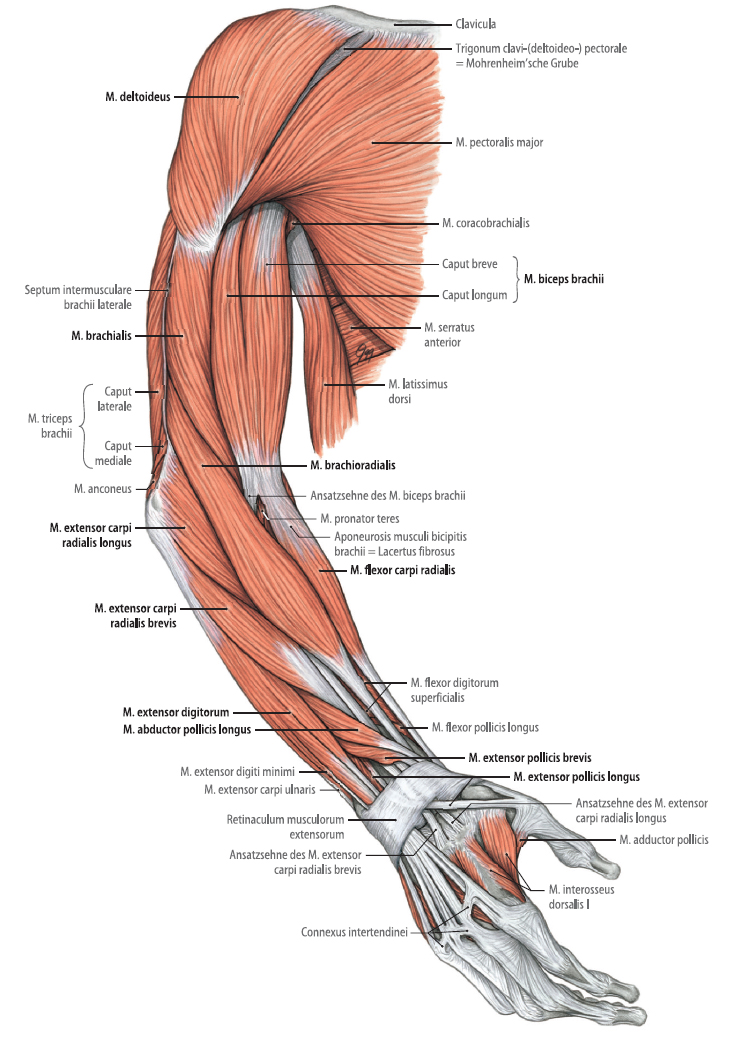 Clavicula
Trigonum clavi-(deltoideo-) pectorale
= Mohrenheim'sche Grube
M. deltoideus
M. pectoralis major
M. coracobrachialis
Caput breve
M. biceps brachii
Caput longum
Septum intermusculare
brachii laterale
M. serratus
anterior
M. brachialis
M. latissimus
dorsi
Caput
laterale
M. triceps
brachii
Caput
mediale
M. brachioradialis
M. anconeus
Ansatzsehne des M. biceps brachii
M. pronator teres
M. extensor carpi
radialis longus
Aponeurosis musculi bicipitis
brachii = Lacertus fibrosus
M. flexor carpi radialis
M. extensor carpi
radialis brevis
M. flexor digitorum
superficialis
M. extensor digitorum
M. abductor pollicis longus
M. flexor pollicis longus
M. extensor pollicis brevis
M. extensor digiti minimi
M. extensor pollicis longus
M. extensor carpi ulnaris
Ansatzsehne des M. extensor
carpi radialis longus
Retinaculum musculorum
extensorum
M. adductor pollicis
Ansatzsehne des M. extensor
carpi radialis brevis
M. interosseus
dorsalis I
Connexus intertendinei